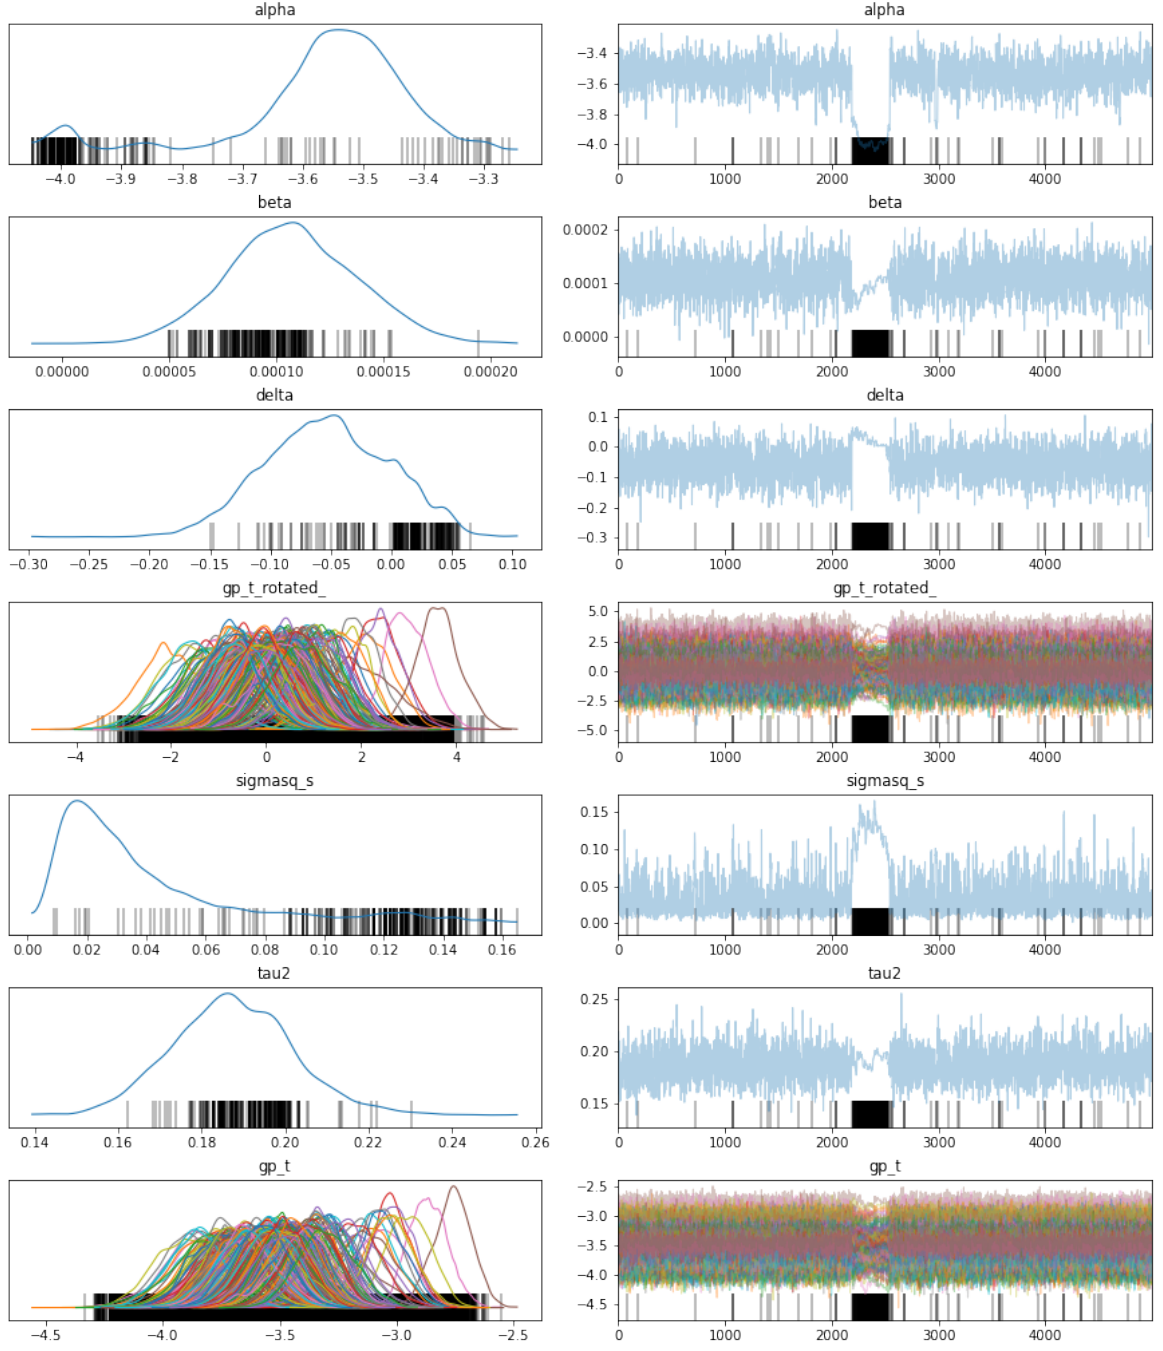 alpha alpha
−4.0 −3.9 −3.8 −3.7 −3.6 −3.5 −3.4 −3.3
−3.4
−3.6
−3.8
−4.0
0 1000 2000 3000 4000
beta beta
0.00000 0.00005 0.00010 0.00015 0.00020
0.0002
0.0001
0.0000
0 1000 2000 3000 4000
delta delta
−0.30 −0.25 −0.20 −0.15 −0.10 −0.05 0.00 0.05 0.10
0.1
0.0
−0.1
−0.2
−0.3
0 1000 2000 3000 4000
gp_t_rotated_ gp_t_rotated_
−4 −2 0 2 4
5.0
2.5
0.0
−2.5
−5.0
0 1000 2000 3000 4000
sigmasq_s sigmasq_s
0.00 0.02 0.04 0.06 0.08 0.10 0.12 0.14 0.16
0.15
0.10
0.05
0.00
0 1000 2000 3000 4000
tau2 tau2
0.14 0.16 0.18 0.20 0.22 0.24 0.26
0.25
0.20
0.15
0 1000 2000 3000 4000
gp_t gp_t
−4.5 −4.0 −3.5 −3.0 −2.5
−2.5
−3.0
−3.5
−4.0
−4.5
0 1000 2000 3000 4000